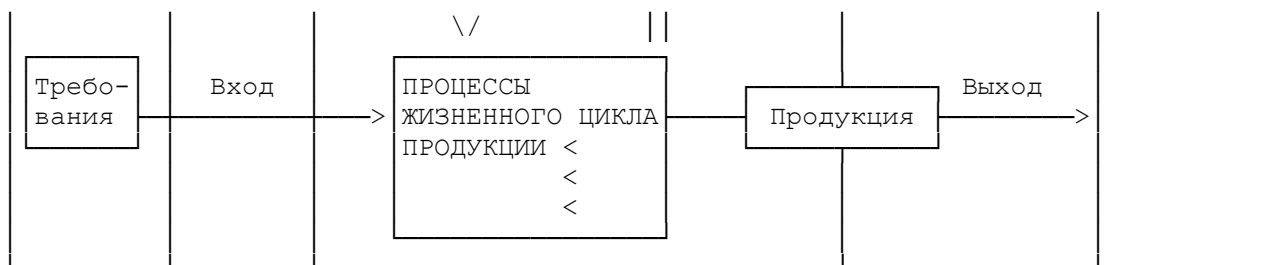 Требо-
вания
Вход
ПРОЦЕССЫ
ЖИЗНЕННОГО ЦИКЛА
ПРОДУКЦИИ <
<
<
Продукция
Выход